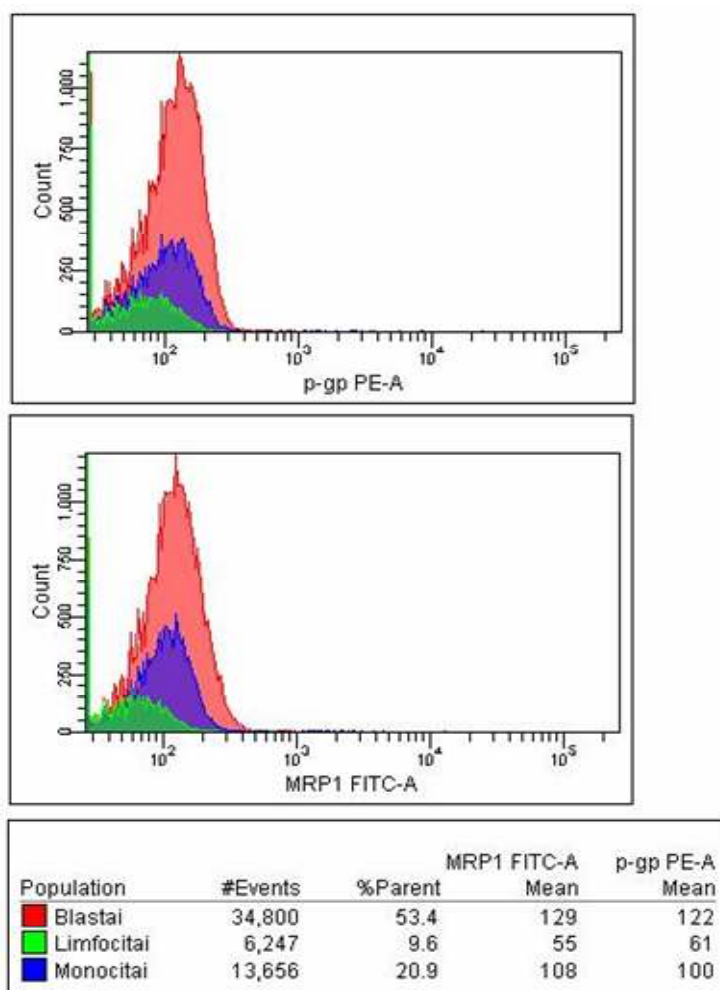 1,000
750
500
250
0
Count
10² 10³ 10⁴ 10⁵
p-gp PE-A
1,000
750
500
250
0
Count
10² 10³ 10⁴ 10⁵
MRP1 FITC-A
MRP1 FITC-A p-gp PE-A
Population #Events %Parent Mean Mean
Blastai 34,800 53.4 129 122
Limfocitai 6,247 9.6 55 61
Monocitai 13,656 20.9 108 100